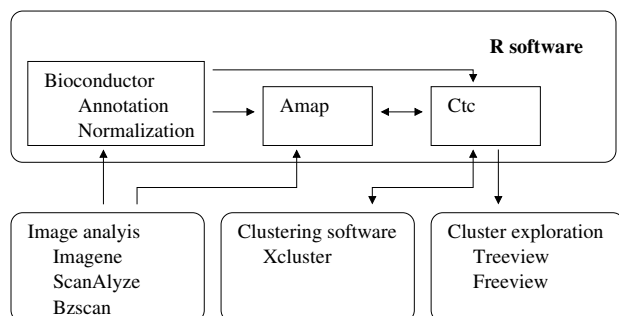 R software
Bioconductor
Annotation
Normalization
Amap
Ctc
Image analyis
Imagene
ScanAlyze
Bzscan
Clustering software
Xcluster
Cluster exploration
Treeview
Freeview